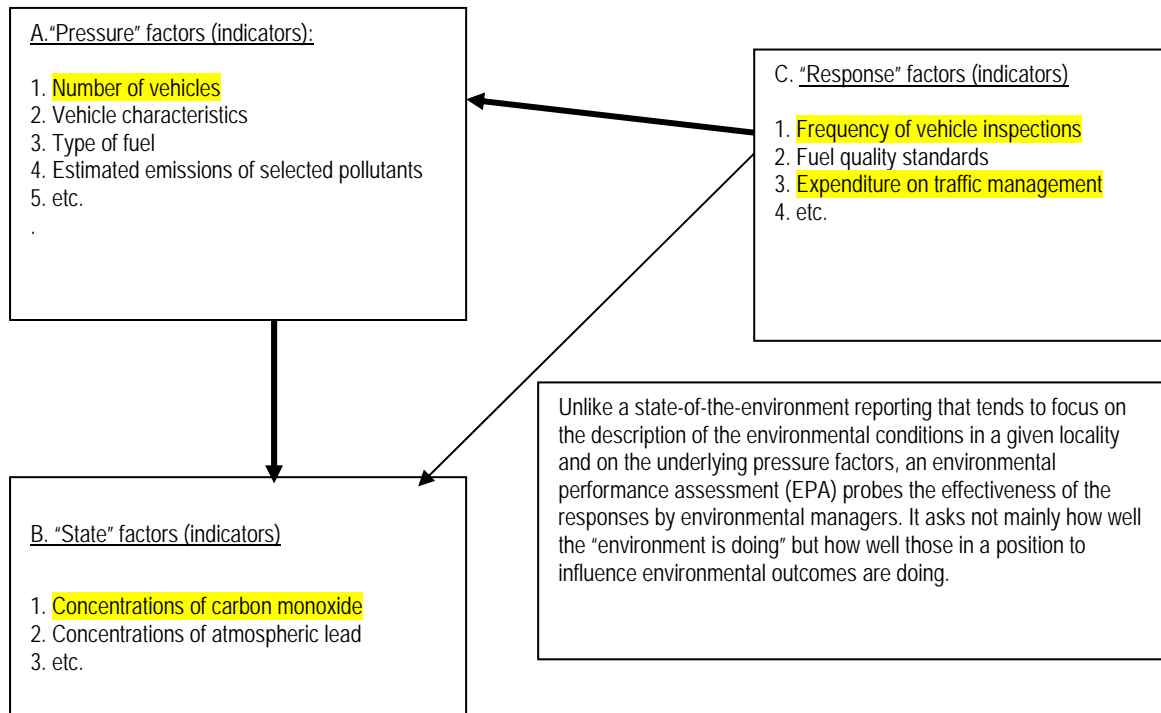 A.“Pressure” factors (indicators):
1. Number of vehicles
2. Vehicle characteristics
3. Type of fuel
4. Estimated emissions of selected pollutants
5. etc.
.
C. “Response” factors (indicators)
1. Frequency of vehicle inspections
2. Fuel quality standards
3. Expenditure on traffic management
4. etc.
Unlike a state-of-the-environment reporting that tends to focus on
the description of the environmental conditions in a given locality
and on the underlying pressure factors, an environmental
performance assessment (EPA) probes the effectiveness of the
responses by environmental managers. It asks not mainly how well
the “environment is doing” but how well those in a position to
influence environmental outcomes are doing.
B. “State” factors (indicators)
1. Concentrations of carbon monoxide
2. Concentrations of atmospheric lead
3. etc.